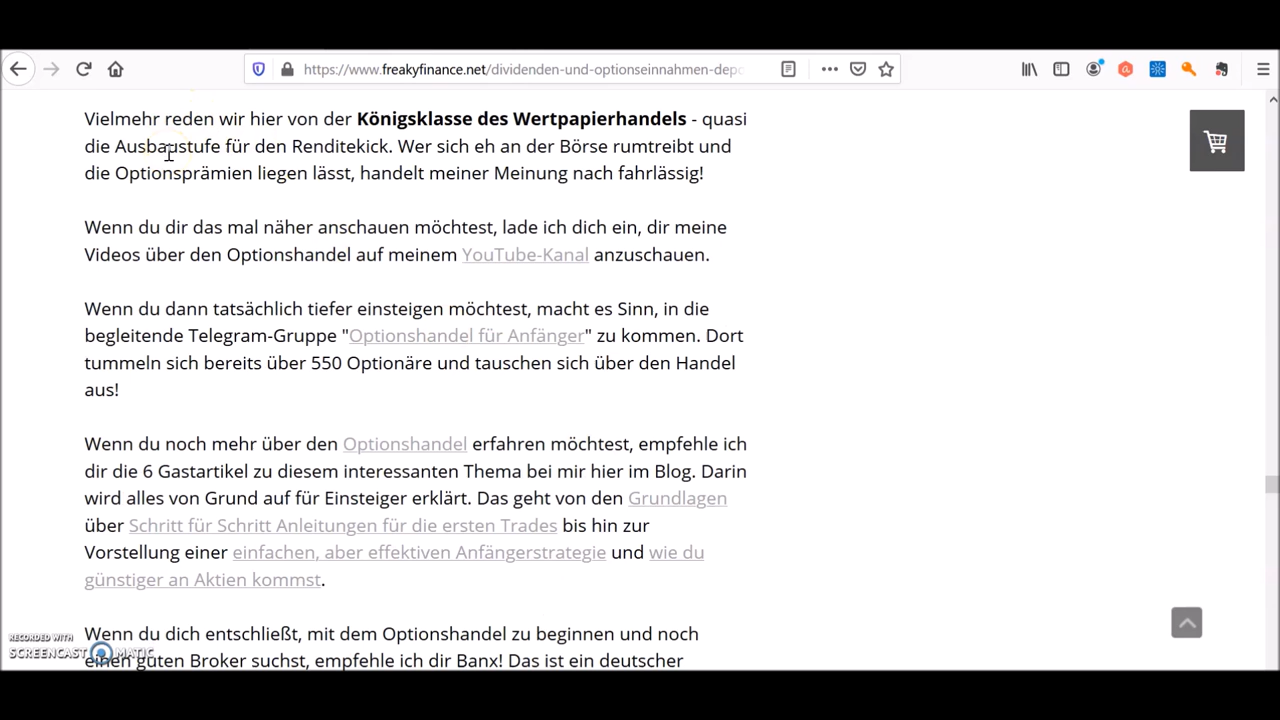 https://www.freakyfinance.net/dividenden-und-optionseinnahmen-depo
Vielmehr reden wir hier von der Königsklasse des Wertpapierhandels - quasi
die Ausbaustufe für den Renditekick. Wer sich eh an der Börse rumtreibt und
die Optionsprämien liegen lässt, handelt meiner Meinung nach fahrlässig!
Wenn du dir das mal näher anschauen möchtest, lade ich dich ein, dir meine
Videos über den Optionshandel auf meinem YouTube-Kanal anzuschauen.
Wenn du dann tatsächlich tiefer einsteigen möchtest, macht es Sinn, in die
begleitende Telegram-Gruppe "Optionshandel für Anfänger" zu kommen. Dort
tummeln sich bereits über 550 Optionäre und tauschen sich über den Handel
aus!
Wenn du noch mehr über den Optionshandel erfahren möchtest, empfehle ich
dir die 6 Gastartikel zu diesem interessanten Thema bei mir hier im Blog. Darin
wird alles von Grund auf für Einsteiger erklärt. Das geht von den Grundlagen
über Schritt für Schritt Anleitungen für die ersten Trades bis hin zur
Vorstellung einer einfachen, aber effektiven Anfängerstrategie und wie du
günstiger an Aktien kommst.
Wenn du dich entschließt, mit dem Optionshandel zu beginnen und noch
einen guten Broker suchst, empfehle ich dir Banx! Das ist ein deutscher
RECORDED WITH
SCREENCAST MATIC